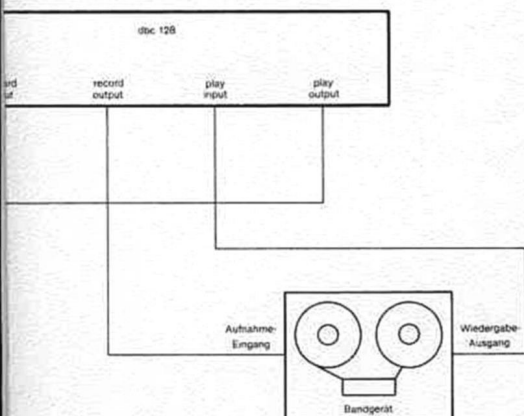 dbc 128
record
output
play
input
play
output
Aufnahme-
Eingang
Wiedergabe-
Ausgang
Bandgerät